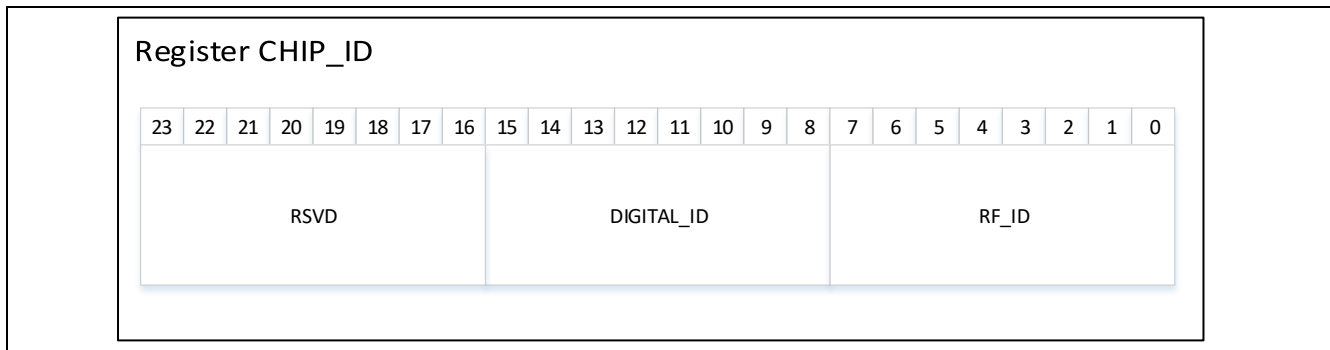 Register CHIP_ID
23 22 21 20 19 18 17 16 15 14 13 12 11 10 9 8 7 6 5 4 3 2 1 0
RSVD DIGITAL_ID RF_ID